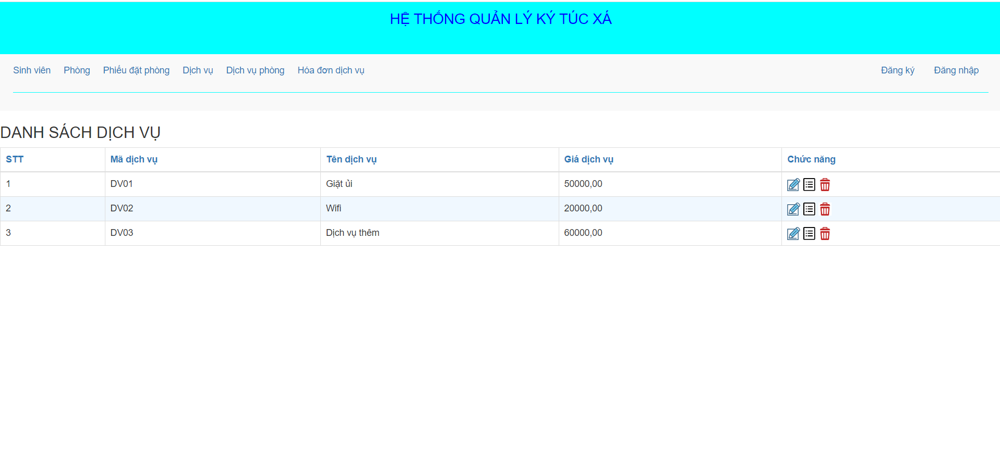 HỆ THỐNG QUẢN LÝ KÝ TÚC XÁ
Sinh viên Phòng Phiếu đặt phòng Dịch vụ Dịch vụ phòng Hóa đơn dịch vụ Đăng ký Đăng nhập
DANH SÁCH DỊCH VỤ
STT Mã dịch vụ Tên dịch vụ Giá dịch vụ Chức năng
1 DV01 Giặt ủi 50000,00
2 DV02 Wifi 20000,00
3 DV03 Dịch vụ thêm 60000,00